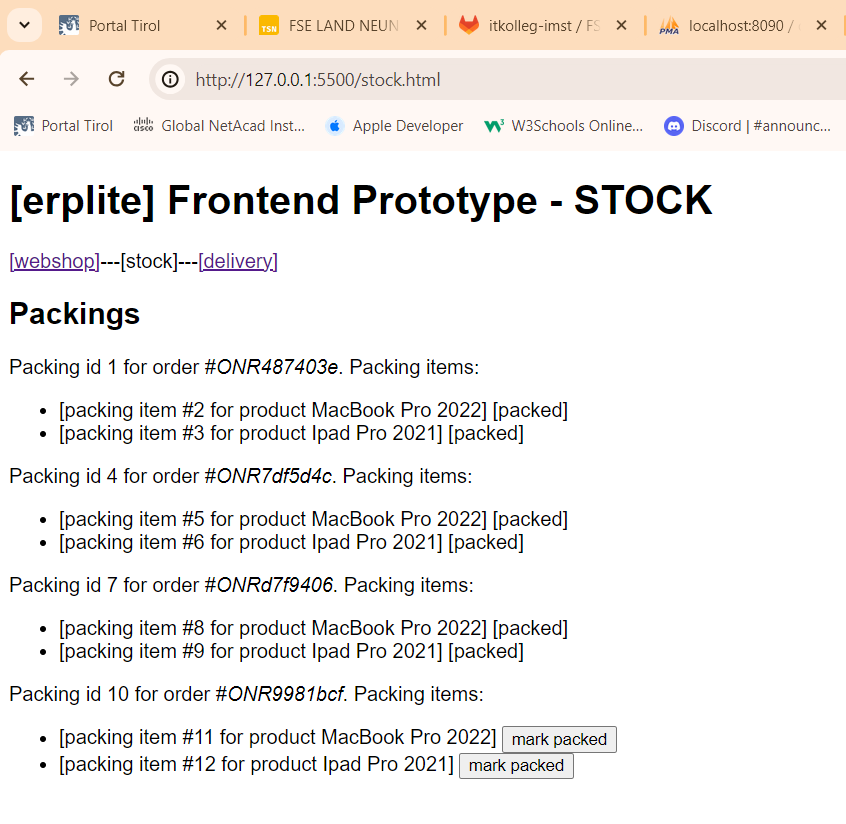 Portal Tirol
TSN FSE LAND NEUN
itkolleg-imst / FS
PMA localhost:8090 /
http://127.0.0.1:5500/stock.html
Portal Tirol
cisco Global NetAcad Inst...
Apple Developer
W3Schools Online...
Discord | #announc...
[erplite] Frontend Prototype - STOCK
[webshop]---[stock]---[delivery]
Packings
Packing id 1 for order #ONR487403e. Packing items:
• [packing item #2 for product MacBook Pro 2022] [packed]
• [packing item #3 for product Ipad Pro 2021] [packed]
Packing id 4 for order #ONR7df5d4c. Packing items:
• [packing item #5 for product MacBook Pro 2022] [packed]
• [packing item #6 for product Ipad Pro 2021] [packed]
Packing id 7 for order #ONRd7f9406. Packing items:
• [packing item #8 for product MacBook Pro 2022] [packed]
• [packing item #9 for product Ipad Pro 2021] [packed]
Packing id 10 for order #ONR9981bcf. Packing items:
• [packing item #11 for product MacBook Pro 2022] mark packed
• [packing item #12 for product Ipad Pro 2021] mark packed